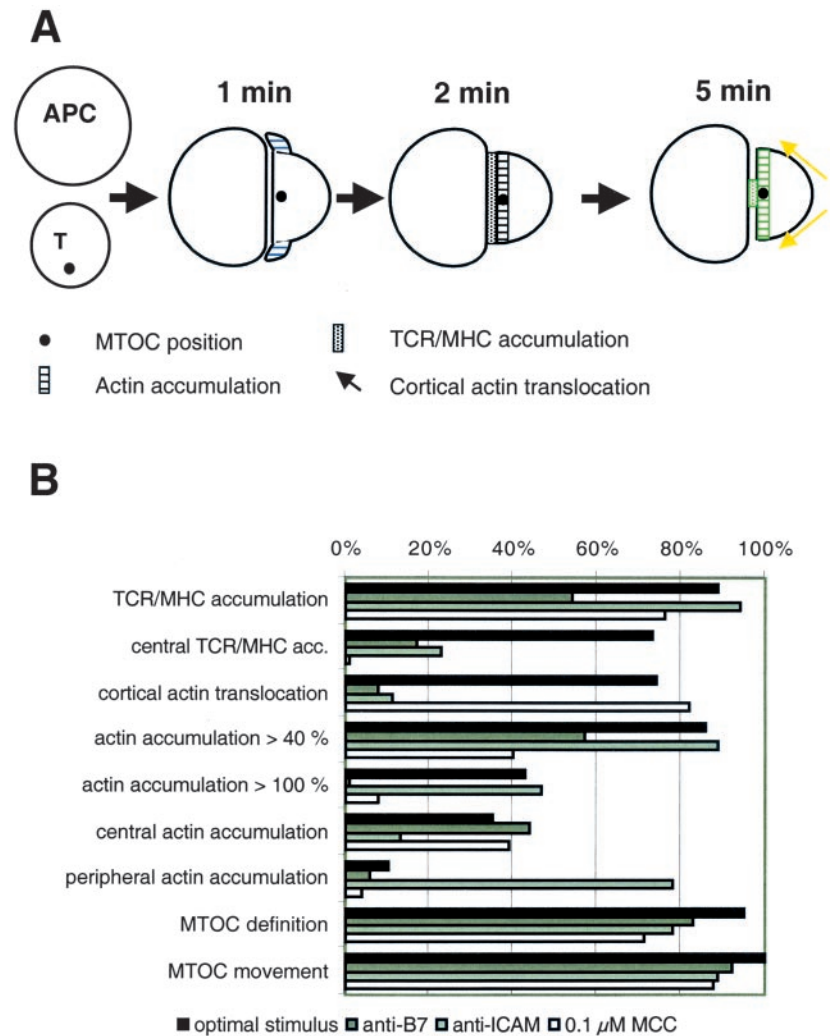 A
APC
T
1 min
2 min
5 min
MTOC position
TCR/MHC accumulation
Actin accumulation
Cortical actin translocation
B
0% 20% 40% 60% 80% 100%
TCR/MHC accumulation
central TCR/MHC acc.
cortical actin translocation
actin accumulation > 40 %
actin accumulation > 100 %
central actin accumulation
peripheral actin accumulation
MTOC definition
MTOC movement
optimal stimulus anti-B7 anti-ICAM 0.1 μM MCC